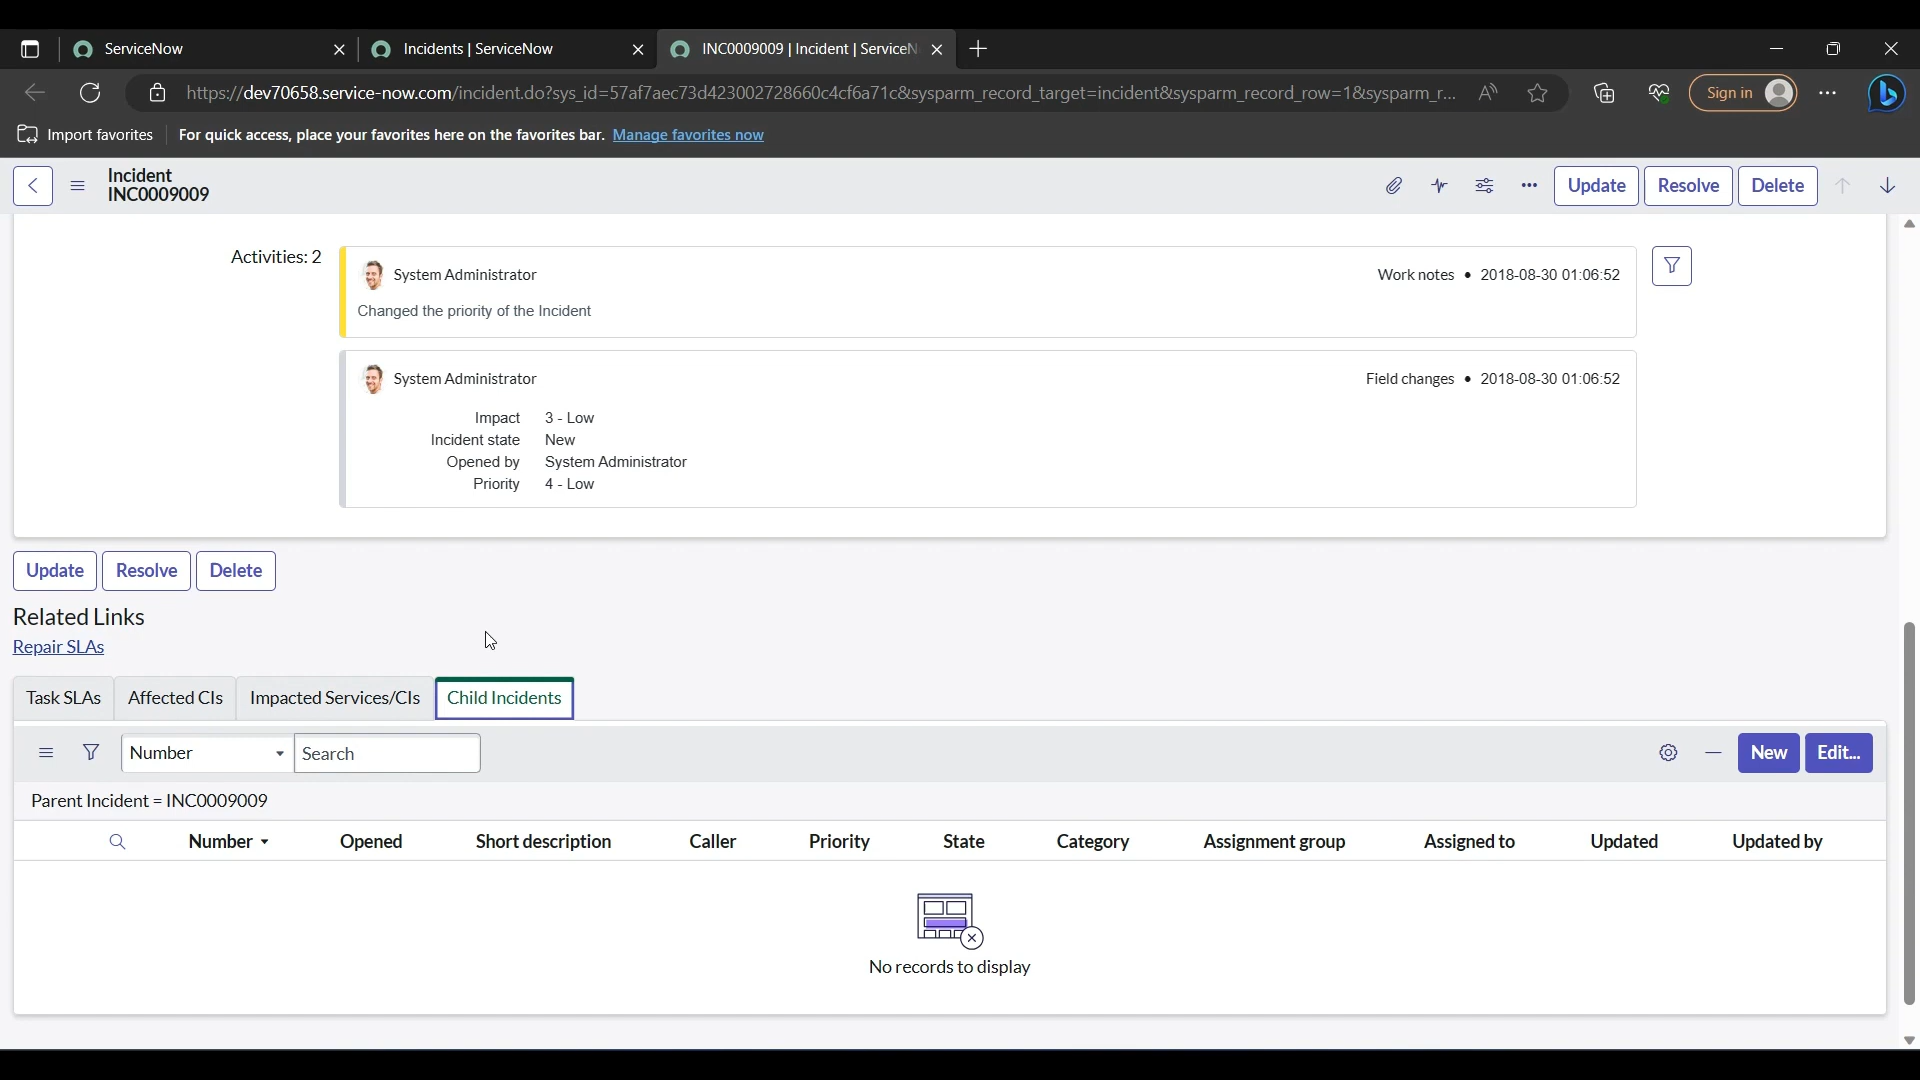 ServiceNow
Incidents | ServiceNow
INC0009009 | Incident | ServiceN
https://dev70658.service-now.com/incident.do?sys_id=57af7aec73d423002728660c4cf6a71c&sysparm_record_target=incident&sysparm_record_row=1&sysparm_r...
Sign in
Import favorites
For quick access, place your favorites here on the favorites bar. Manage favorites now
Incident
INC0009009
Update Resolve Delete
Activities: 2
System Administrator
Work notes • 2018-08-30 01:06:52
Changed the priority of the Incident
System Administrator
Field changes • 2018-08-30 01:06:52
Impact 3 - Low
Incident state New
Opened by System Administrator
Priority 4 - Low
Update Resolve Delete
Related Links
Repair SLAs
Task SLAs Affected CIs Impacted Services/CIs Child Incidents
Number Search New Edit...
Parent Incident = INC0009009
Number Opened Short description Caller Priority State Category Assignment group Assigned to Updated Updated by
No records to display